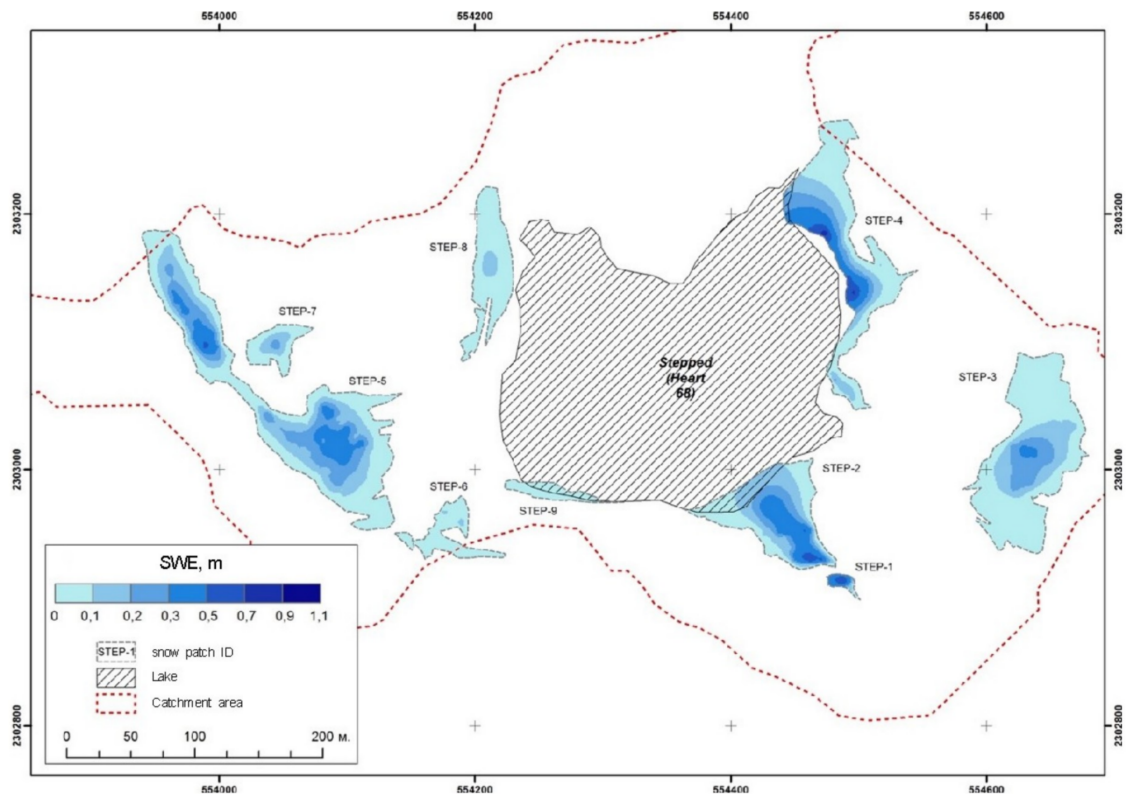 554000 554200 554400 554600
2303200 2303200
STEP-4
STEP-8
STEP-7
Stepped
(Heart
68)
STEP-3
STEP-5
2303000 2303000
STEP-2
STEP-6
STEP-9
STEP-1
SWE, m
0 0,1 0,2 0,3 0,5 0,7 0,9 1,1
STEP-1 snow patch ID
Lake
Catchment area
0 50 100 200 м.
2302800 2302800
554000 554200 554400 554600